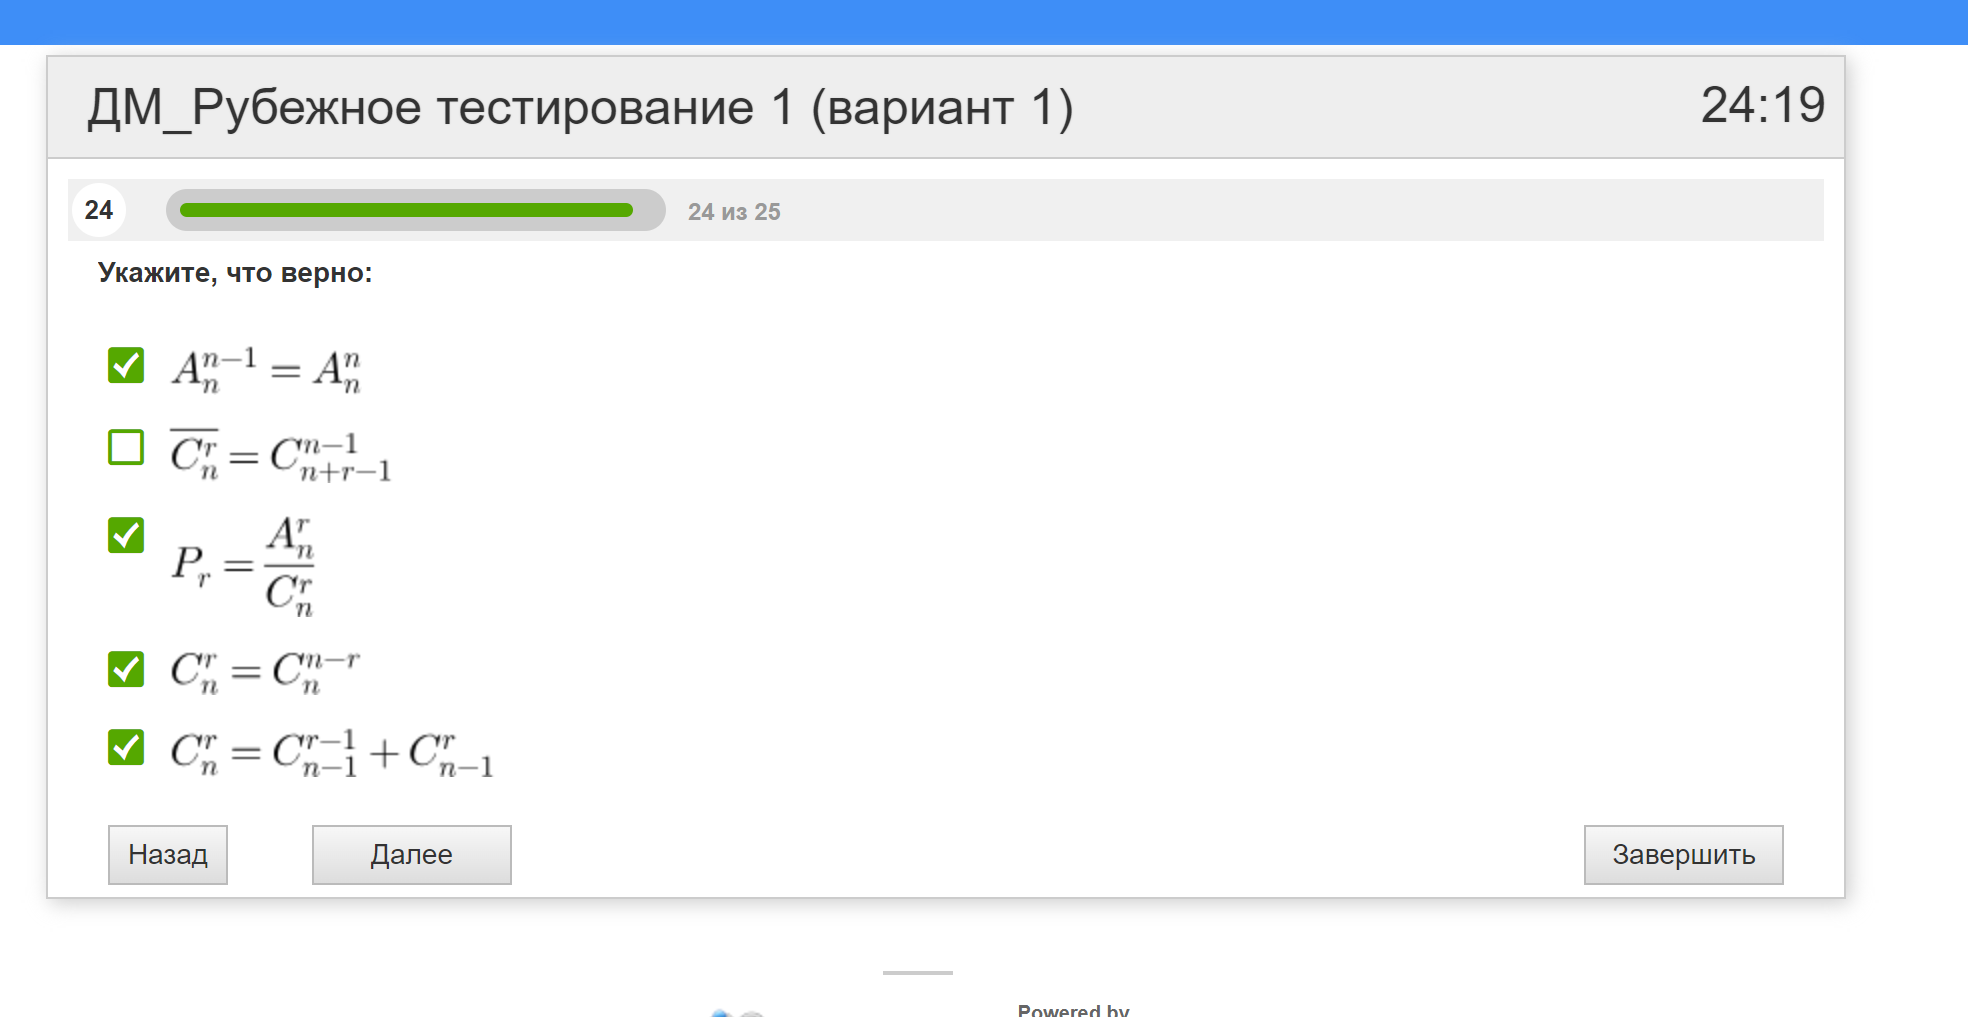 ДМ_Рубежное тестирование 1 (вариант 1)
24:19
24
24 из 25
Укажите, что верно:
$A_n^{n-1} = A_n^n$
$\overline{C_n^r} = C_{n+r-1}^{n-1}$
$P_r = \frac{A_n^r}{C_n^r}$
$C_n^r = C_n^{n-r}$
$C_n^r = C_{n-1}^{r-1} + C_{n-1}^r$
Назад
Далее
Завершить
Powered by